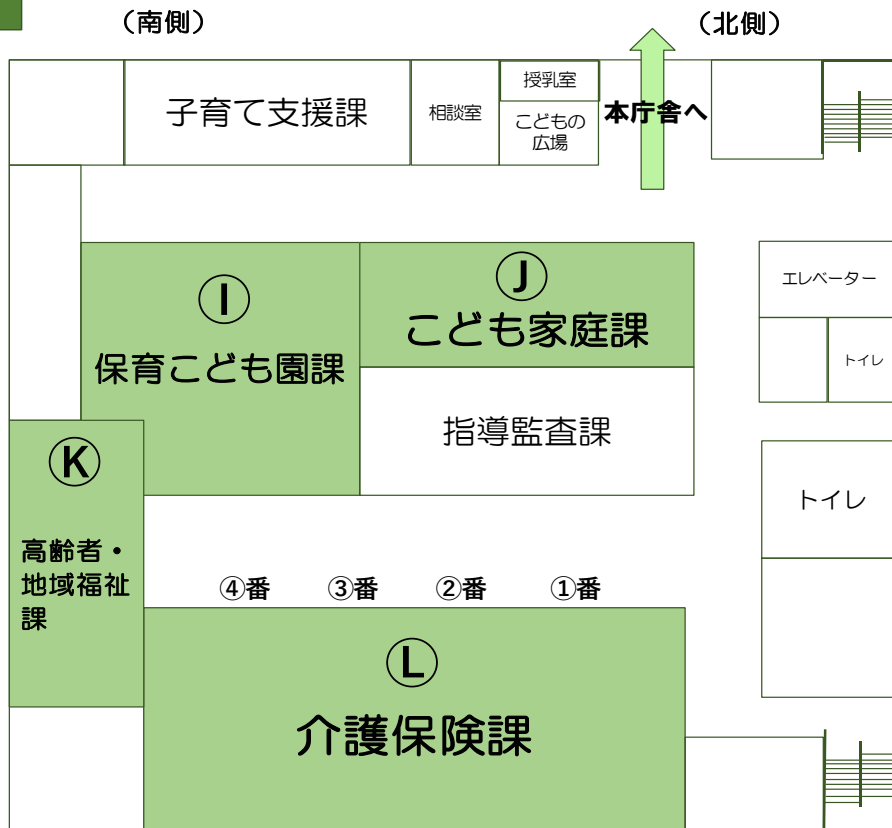 （南側）
（北側）
子育て支援課
相談室
授乳室
こどもの
広場
本庁舎へ
Ⓘ
保育こども園課
Ⓙ
こども家庭課
指導監査課
エレベーター
トイレ
トイレ
Ⓚ
高齢者・
地域福祉
課
④番
③番
②番
①番
Ⓛ
介護保険課